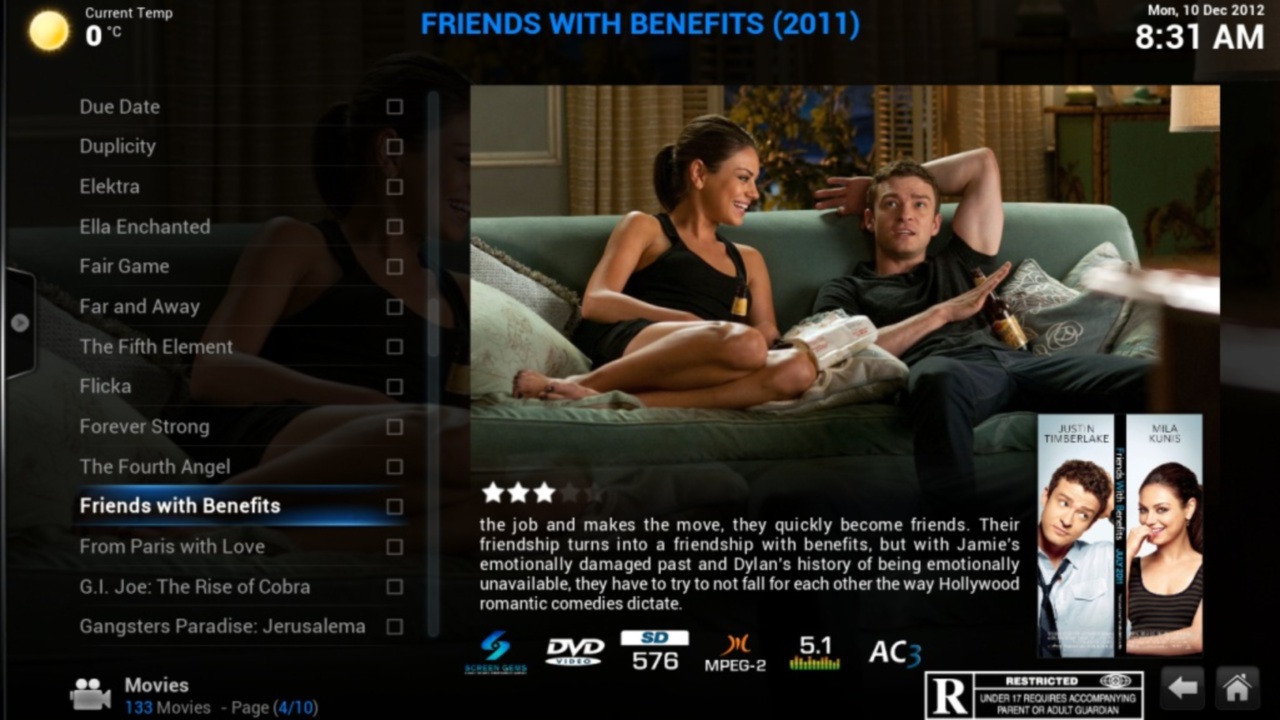 Current Temp
0 °C
FRIENDS WITH BENEFITS (2011)
Mon, 10 Dec 2012
8:31 AM
Due Date
Duplicity
Elektra
Ella Enchanted
Fair Game
Far and Away
The Fifth Element
Flicka
Forever Strong
The Fourth Angel
Friends with Benefits
From Paris with Love
G.I. Joe: The Rise of Cobra
Gangsters Paradise: Jerusalema
the job and makes the move, they quickly become friends. Their
friendship turns into a friendship with benefits, but with Jamie's
emotionally damaged past and Dylan's history of being emotionally
unavailable, they have to try to not fall for each other the way Hollywood
romantic comedies dictate.
JUSTIN
TIMBERLAKE
MILA
KUNIS
Friends With Benefits JULY 2011
SCREEN GEMS
DVD
VIDEO
SD
576
MPEG-2
5.1
AC3
Movies
133 Movies - Page (4/10)
R
RESTRICTED
UNDER 17 REQUIRES ACCOMPANYING
PARENT OR ADULT GUARDIAN